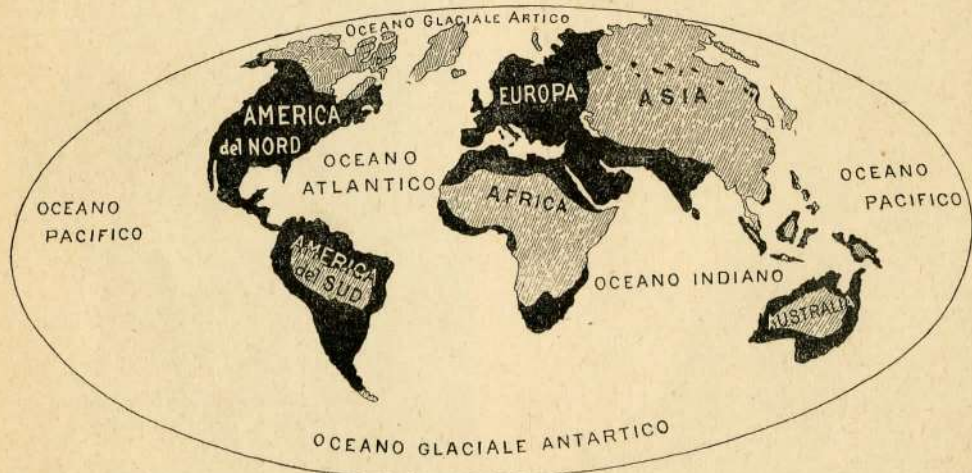 OCEANO GLACIALE ARTICO
AMERICA
del NORD
EUROPA
ASIA
OCEANO
ATLANTICO
AFRICA
OCEANO
PACIFICO
OCEANO
PACIFICO
AMERICA
del SUD
OCEANO INDIANO
AUSTRALIA
OCEANO GLACIALE ANTARTICO